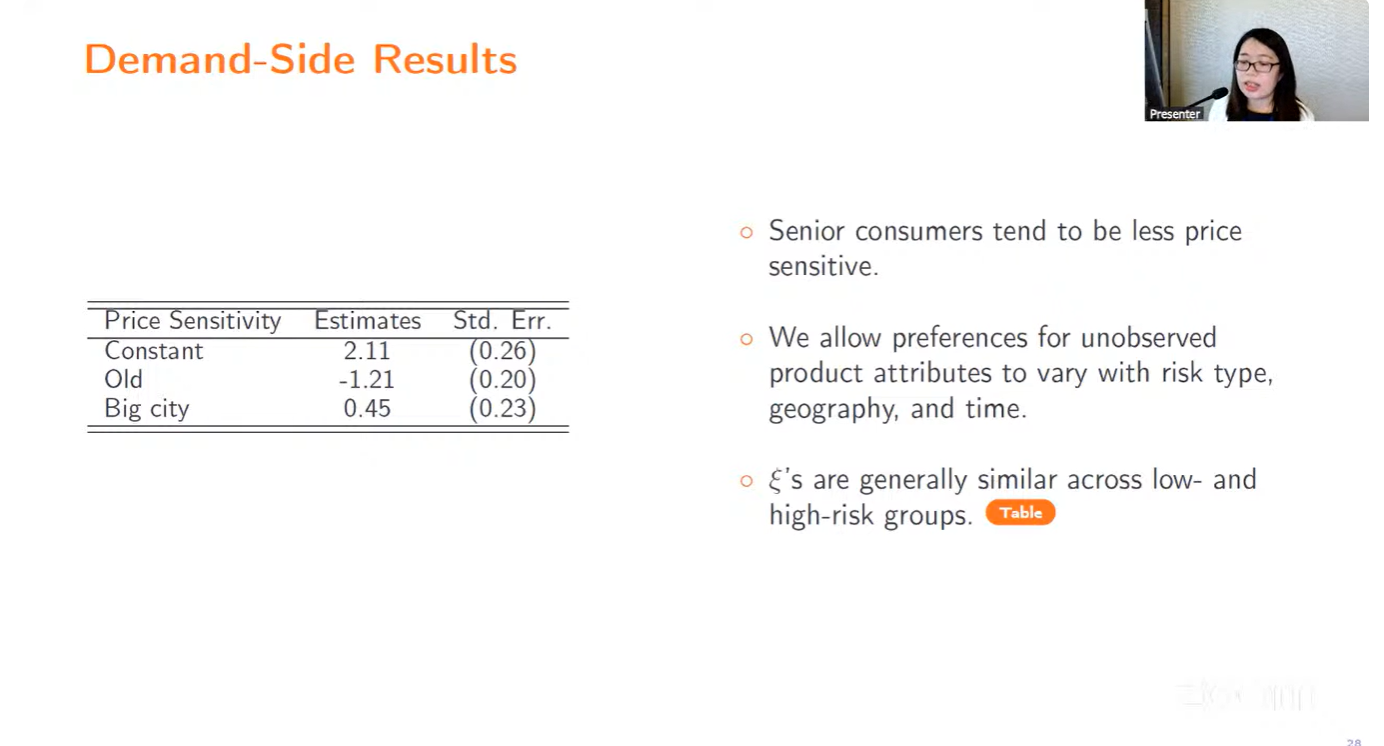 Demand-Side Results
Presenter
Price Sensitivity Estimates Std. Err.
Constant 2.11 (0.26)
Old -1.21 (0.20)
Big city 0.45 (0.23)
○ Senior consumers tend to be less price
sensitive.
○ We allow preferences for unobserved
product attributes to vary with risk type,
geography, and time.
○ ξ's are generally similar across low- and
high-risk groups. Table
28